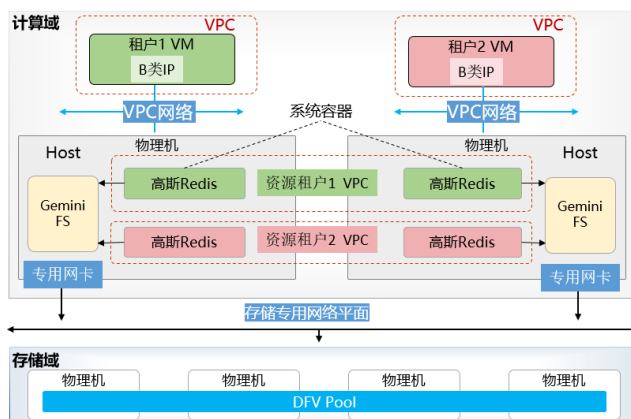 计算域
VPC
VPC
租户1 VM
B类IP
租户2 VM
B类IP
VPC网络
系统容器
VPC网络
物理机
物理机
Host
Host
高斯Redis
资源租户1 VPC
高斯Redis
Gemini
FS
Gemini
FS
高斯Redis
资源租户2 VPC
高斯Redis
专用网卡
专用网卡
存储专用网络平面
存储域
物理机
物理机
物理机
物理机
DFV Pool